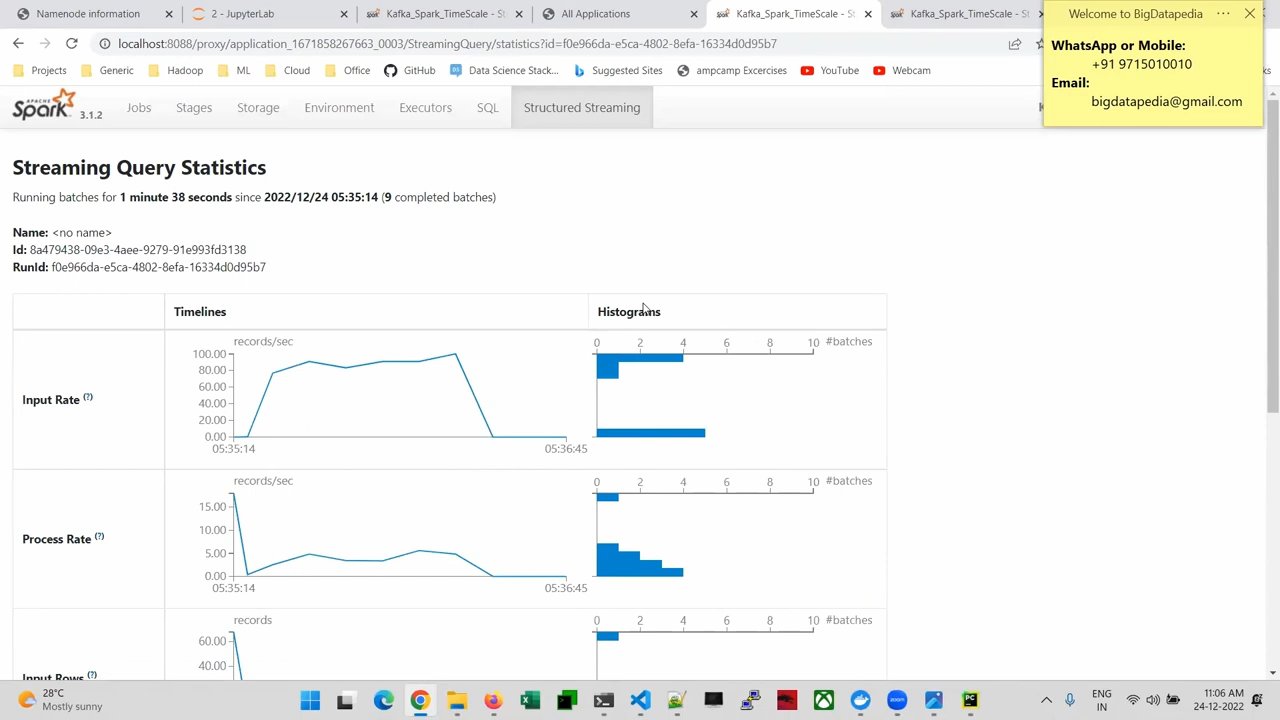 Namenode information
2 - JupyterLab
Kafka_Spark_TimeScale - St
All Applications
Kafka_Spark_TimeScale - St
Kafka_Spark_TimeScale - St
Welcome to BigDatapedia
localhost:8088/proxy/application_1671858267663_0003/StreamingQuery/statistics?id=f0e966da-e5ca-4802-8efa-16334d0d95b7
WhatsApp or Mobile:
+91 9715010010
Email:
bigdatapedia@gmail.com
Projects
Generic
Hadoop
ML
Cloud
Office
GitHub
Data Science Stack...
Suggested Sites
ampcamp Excercises
YouTube
Webcam
APACHE
Spark 3.1.2
Jobs
Stages
Storage
Environment
Executors
SQL
Structured Streaming
Streaming Query Statistics
Running batches for 1 minute 38 seconds since 2022/12/24 05:35:14 (9 completed batches)
Name: <no name>
Id: 8a479438-09e3-4aee-9279-91e993fd3138
RunId: f0e966da-e5ca-4802-8efa-16334d0d95b7
Timelines
Histograms
Input Rate (?)
records/sec
100.00
80.00
60.00
40.00
20.00
0.00
05:35:14 05:36:45
0 2 4 6 8 10 #batches
Process Rate (?)
records/sec
15.00
10.00
5.00
0.00
05:35:14 05:36:45
0 2 4 6 8 10 #batches
Input Rows (?)
records
60.00
40.00
0 2 4 6 8 10 #batches
28°C
Mostly sunny
ENG
IN
11:06 AM
24-12-2022